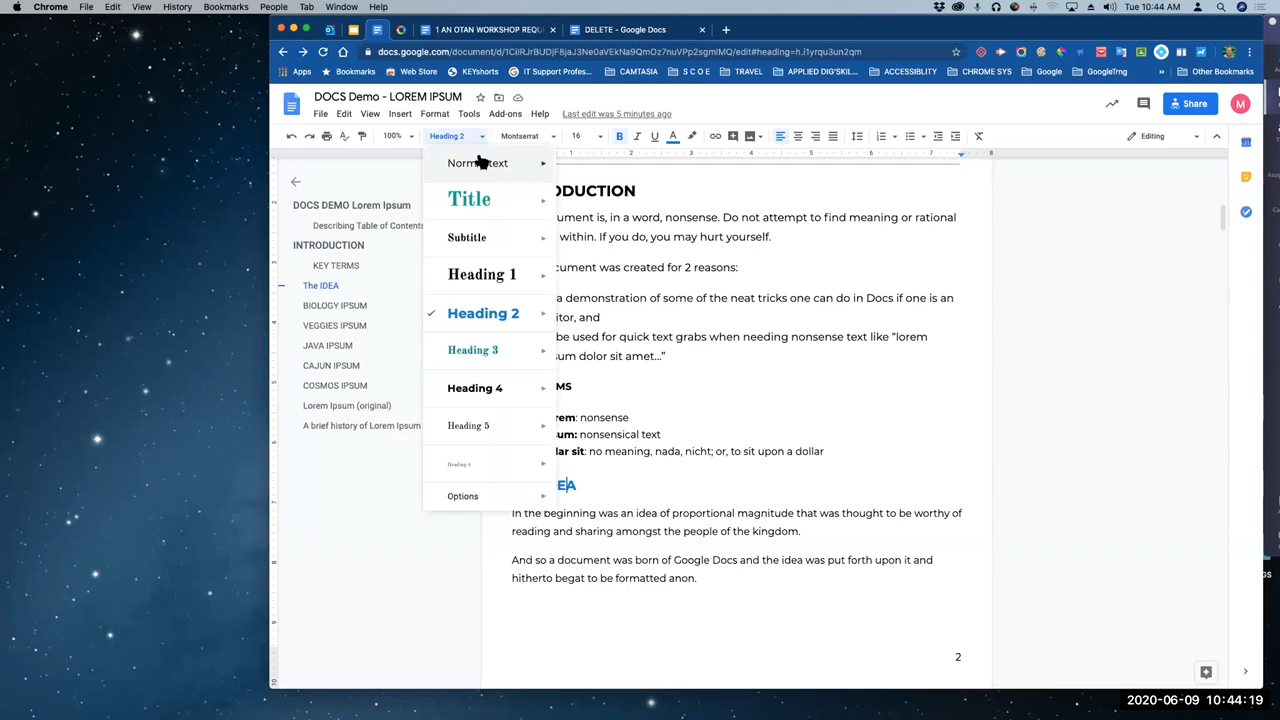 Chrome File Edit View History Bookmarks People Tab Window Help
Tue 10:44 AM
1 AN OTAN WORKSHOP REQU
DELETE - Google Docs
docs.google.com/document/d/
/edit#heading=h.i1yrqu3un2qm
Apps Bookmarks Web Store KEYshorts IT Support Profes... CAMTASIA S C O E TRAVEL APPLIED DIG'SKIL... ACCESSIBLITY CHROME SYS Google GoogleTrng » Other Bookmarks
DOCS Demo - LOREM IPSUM
File Edit View Insert Format Tools Add-ons Help Last edit was 5 minutes ago
Share
M
100% Heading 2 Montserrat 16 B I U A Editing
1 2 3 4 5 6 7 8
Normal text
Title
Subtitle
Heading 1
Heading 2
Heading 3
Heading 4
Heading 5
Heading 6
Options
DOCS DEMO Lorem Ipsum
Describing Table of Contents
INTRODUCTION
KEY TERMS
The IDEA
BIOLOGY IPSUM
VEGGIES IPSUM
JAVA IPSUM
CAJUN IPSUM
COSMOS IPSUM
Lorem Ipsum (original)
A brief history of Lorem Ipsum
ODUCTION
ument is, in a word, nonsense. Do not attempt to find meaning or rational
within. If you do, you may hurt yourself.
cument was created for 2 reasons:
a demonstration of some of the neat tricks one can do in Docs if one is an
itor, and
be used for quick text grabs when needing nonsense text like “lorem
sum dolor sit amet...”
MS
rem: nonsense
sum: nonsensical text
lar sit: no meaning, nada, nicht; or, to sit upon a dollar
EA
In the beginning was an idea of proportional magnitude that was thought to be worthy of
reading and sharing amongst the people of the kingdom.
And so a document was born of Google Docs and the idea was put forth upon it and
hitherto begat to be formatted anon.
2
2020-06-09 10:44:19